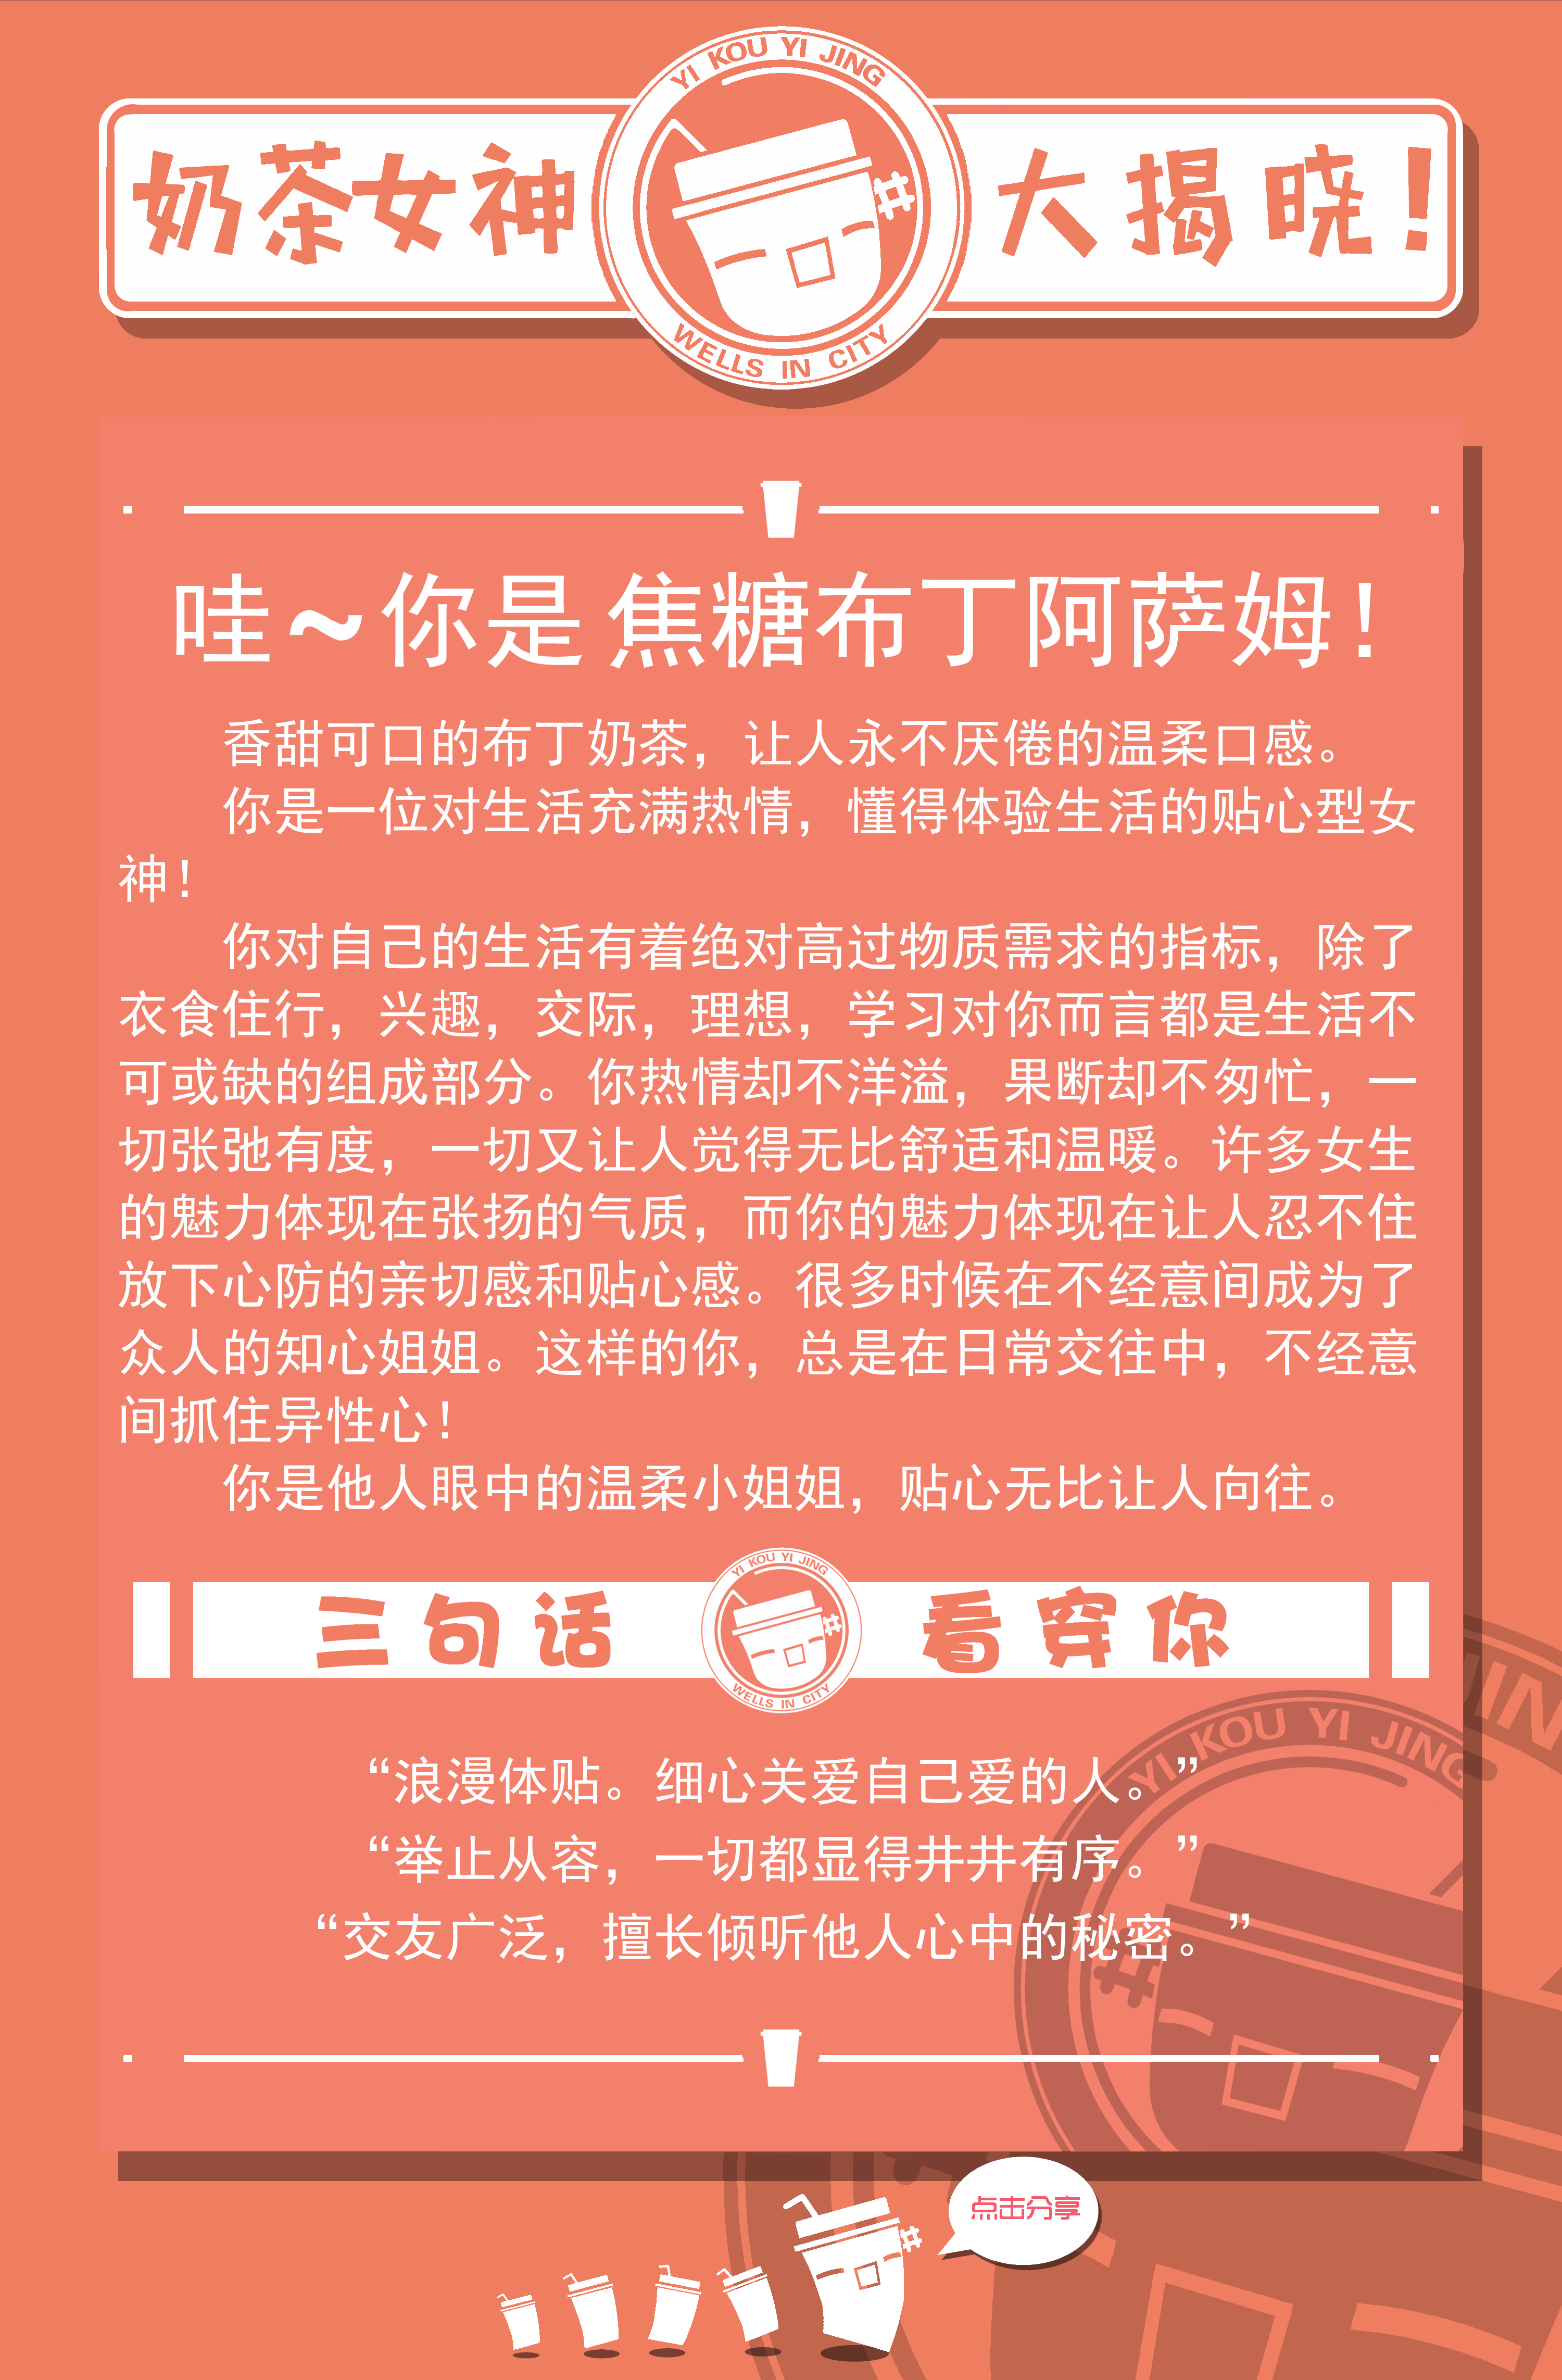 YI KOU YI JING
奶茶女神 大揭晓!
WELLS IN CITY
哇~你是 焦糖布丁阿萨姆!
香甜可口的布丁奶茶，让人永不厌倦的温柔口感。
你是一位对生活充满热情，懂得体验生活的贴心型女
神!
你对自己的生活有着绝对高过物质需求的指标，除了
衣食住行，兴趣，交际，理想，学习对你而言都是生活不
可或缺的组成部分。你热情却不洋溢，果断却不匆忙，一
切张弛有度，一切又让人觉得无比舒适和温暖。许多女生
的魅力体现在张扬的气质，而你的魅力体现在让人忍不住
放下心防的亲切感和贴心感。很多时候在不经意间成为了
众人的知心姐姐。这样的你，总是在日常交往中，不经意
间抓住异性心!
你是他人眼中的温柔小姐姐，贴心无比让人向往。
YI KOU YI JING
三句话 看穿你
WELLS IN CITY
JIN
YI KOU YI JING
“浪漫体贴。细心关爱自己爱的人。”
“举止从容，一切都显得井井有序。”
“交友广泛，擅长倾听他人心中的秘密。”
点击分享